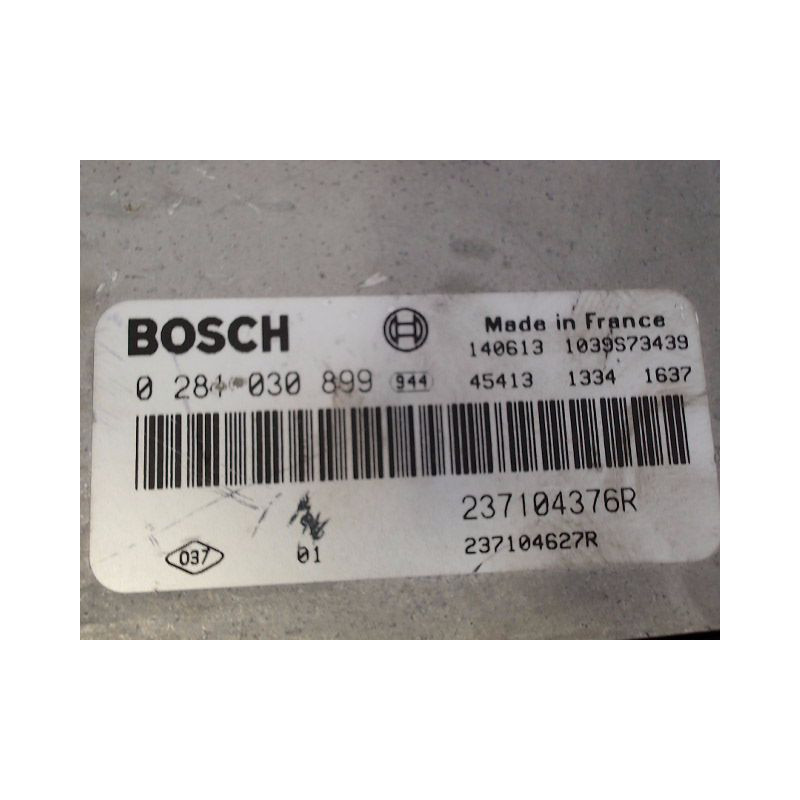 BOSCH Made in France
140613 1039S73439
0 281 030 899 944 45413 1334 1637
237104376R
037 01 237104627R